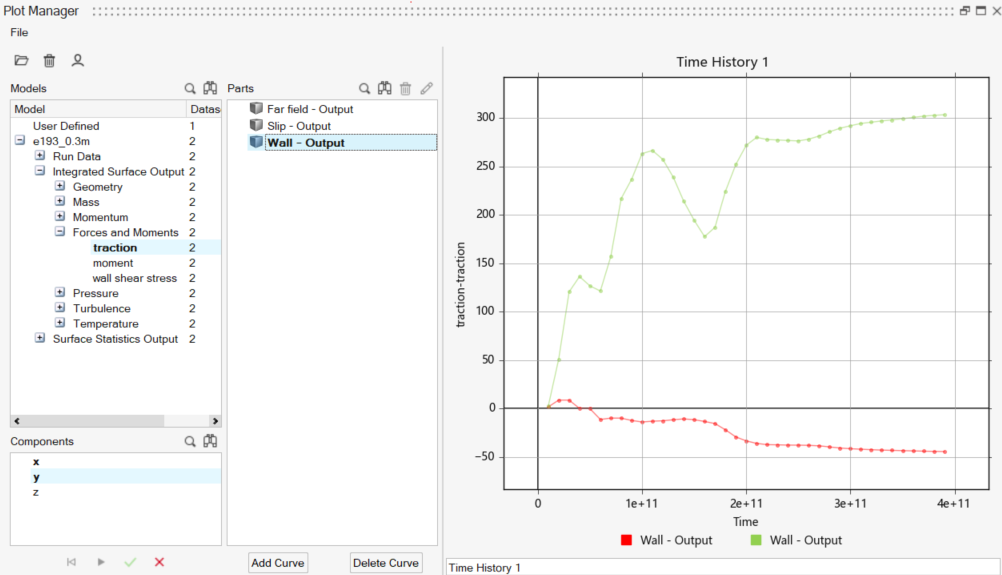 Plot Manager
File
Models
Model Datas
User Defined 1
e193_0.3m 2
Run Data 2
Integrated Surface Output 2
Geometry 2
Mass 2
Momentum 2
Forces and Moments 2
traction 2
moment 2
wall shear stress 2
Pressure 2
Turbulence 2
Temperature 2
Surface Statistics Output 2
Components
x
y
z
Parts
Far field - Output
Slip - Output
Wall - Output
Add Curve Delete Curve
Time History 1
traction-traction
300
250
200
150
100
50
0
−50
0 1e+11 2e+11 3e+11 4e+11
Time
Wall - Output Wall - Output
Time History 1